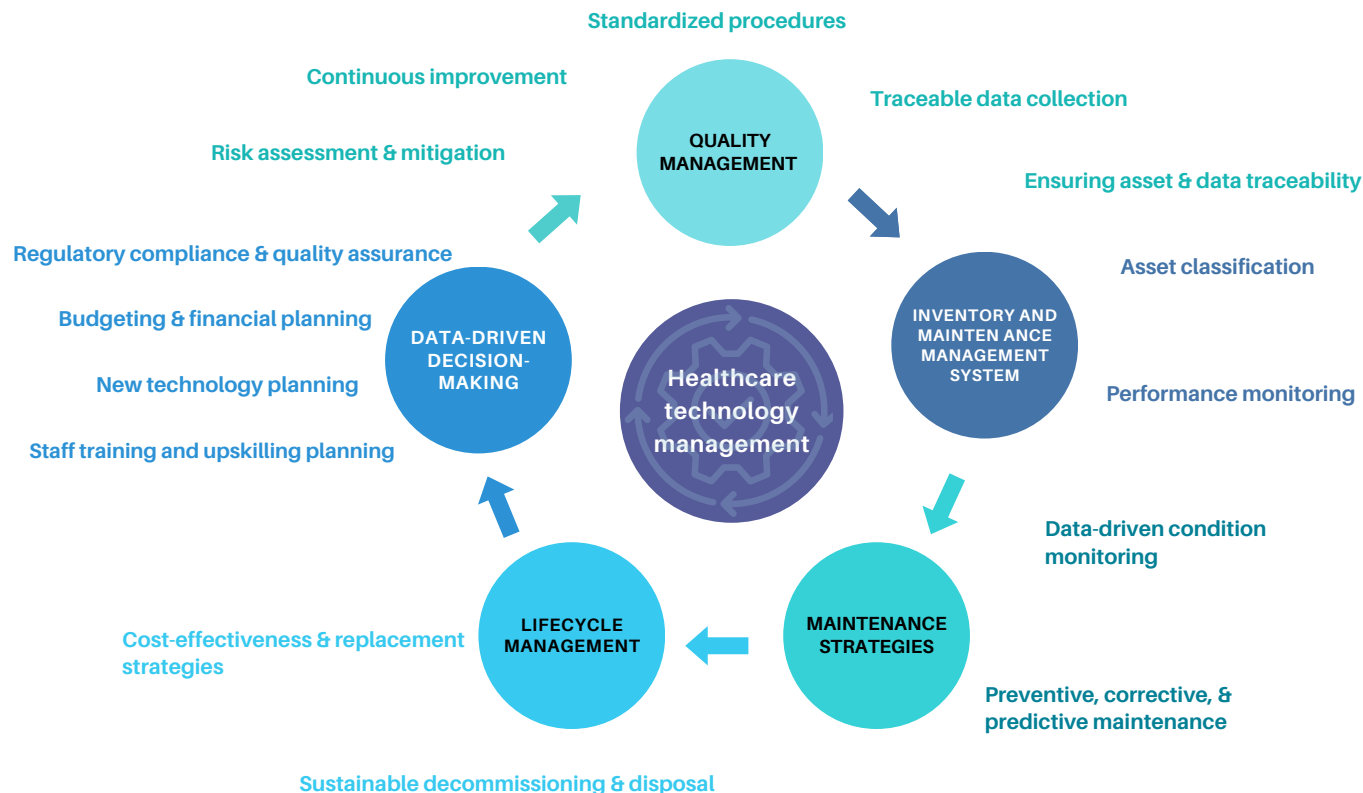 Standardized procedures
Continuous improvement
Traceable data collection
QUALITY
MANAGEMENT
Risk assessment & mitigation
Ensuring asset & data traceability
Regulatory compliance & quality assurance
Asset classification
Budgeting & financial planning
DATA-DRIVEN
DECISION-
MAKING
INVENTORY AND
MAINTEN ANCE
MANAGEMENT
SYSTEM
New technology planning
Healthcare
technology
management
Performance monitoring
Staff training and upskilling planning
Data-driven condition
monitoring
LIFECYCLE
MANAGEMENT
MAINTENANCE
STRATEGIES
Cost-effectiveness & replacement
strategies
Preventive, corrective, &
predictive maintenance
Sustainable decommissioning & disposal